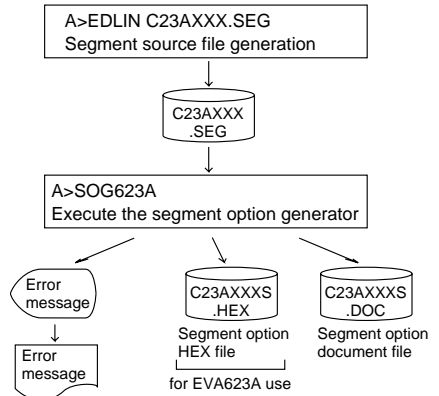 A>EDLIN C23AXXX.SEG
Segment source file generation
C23AXXX
.SEG
A>SOG623A
Execute the segment option generator
Error
message
Error
message
C23AXXXS
.HEX
Segment option
HEX file
for EVA623A use
C23AXXXS
.DOC
Segment option
document file